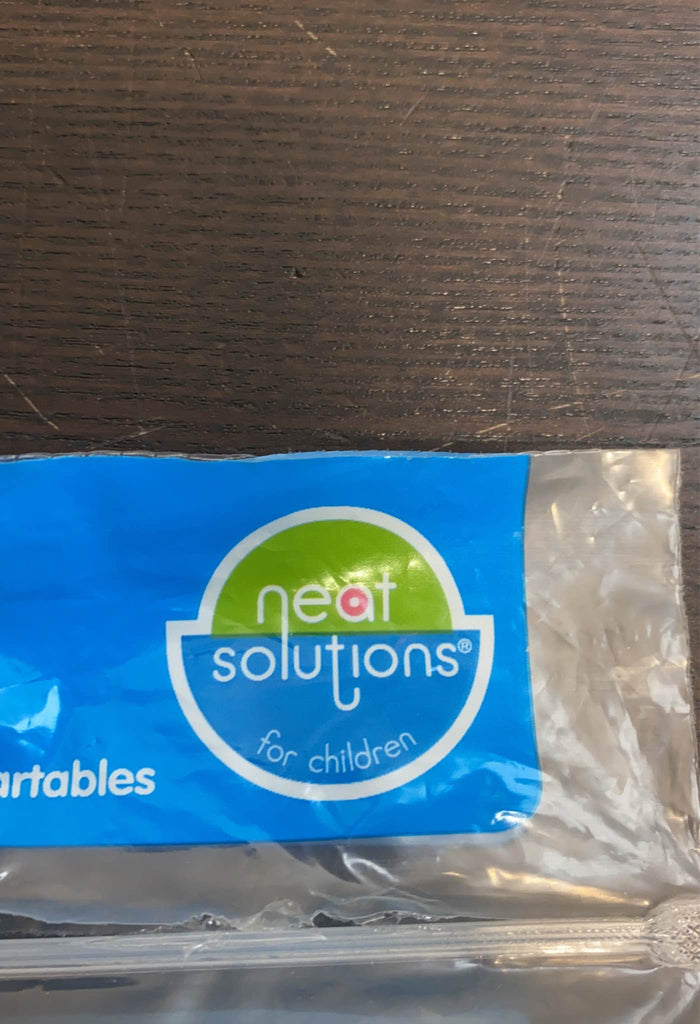 neat
solutions®
for children
artables